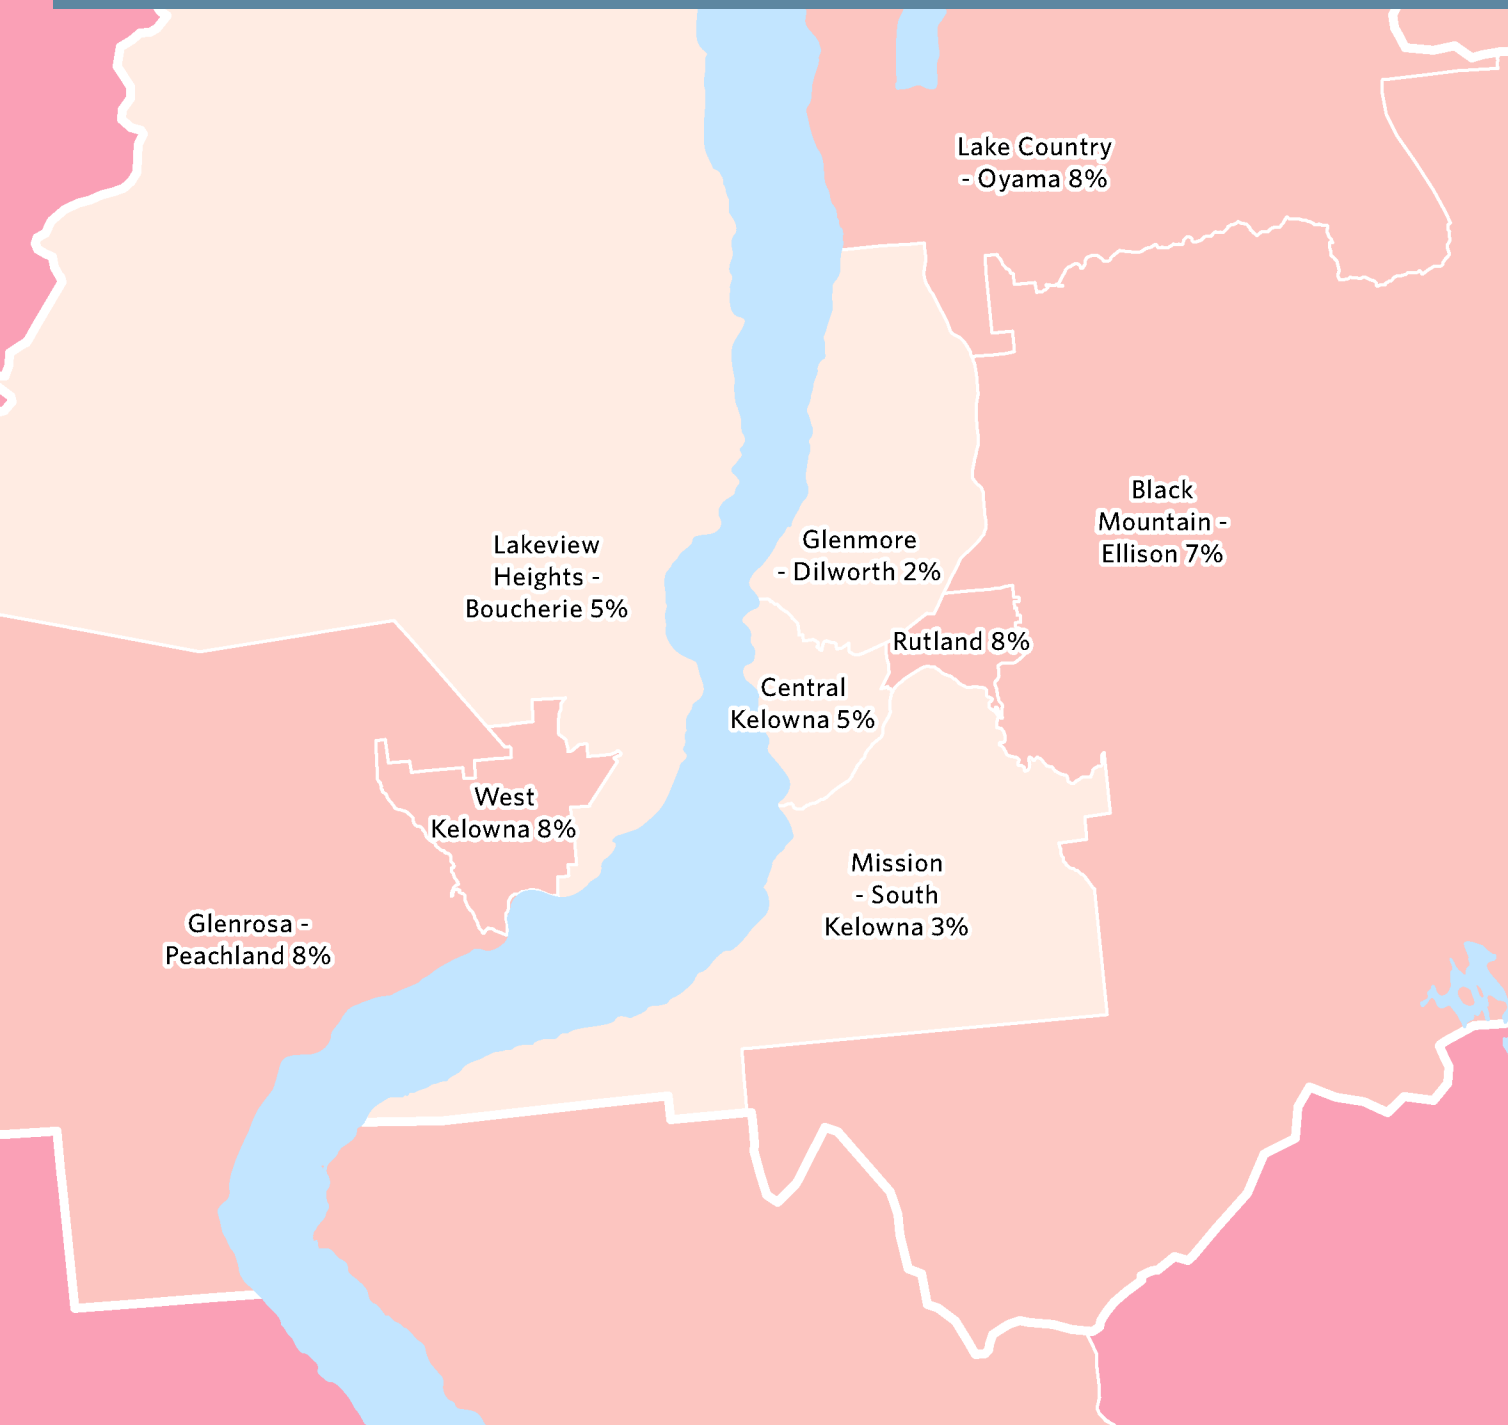 Lake Country
- Oyama 8%
Black
Mountain -
Ellison 7%
Lakeview
Heights -
Boucherie 5%
Glenmore
- Dilworth 2%
Rutland 8%
Central
Kelowna 5%
West
Kelowna 8%
Mission
- South
Kelowna 3%
Glenrosa -
Peachland 8%